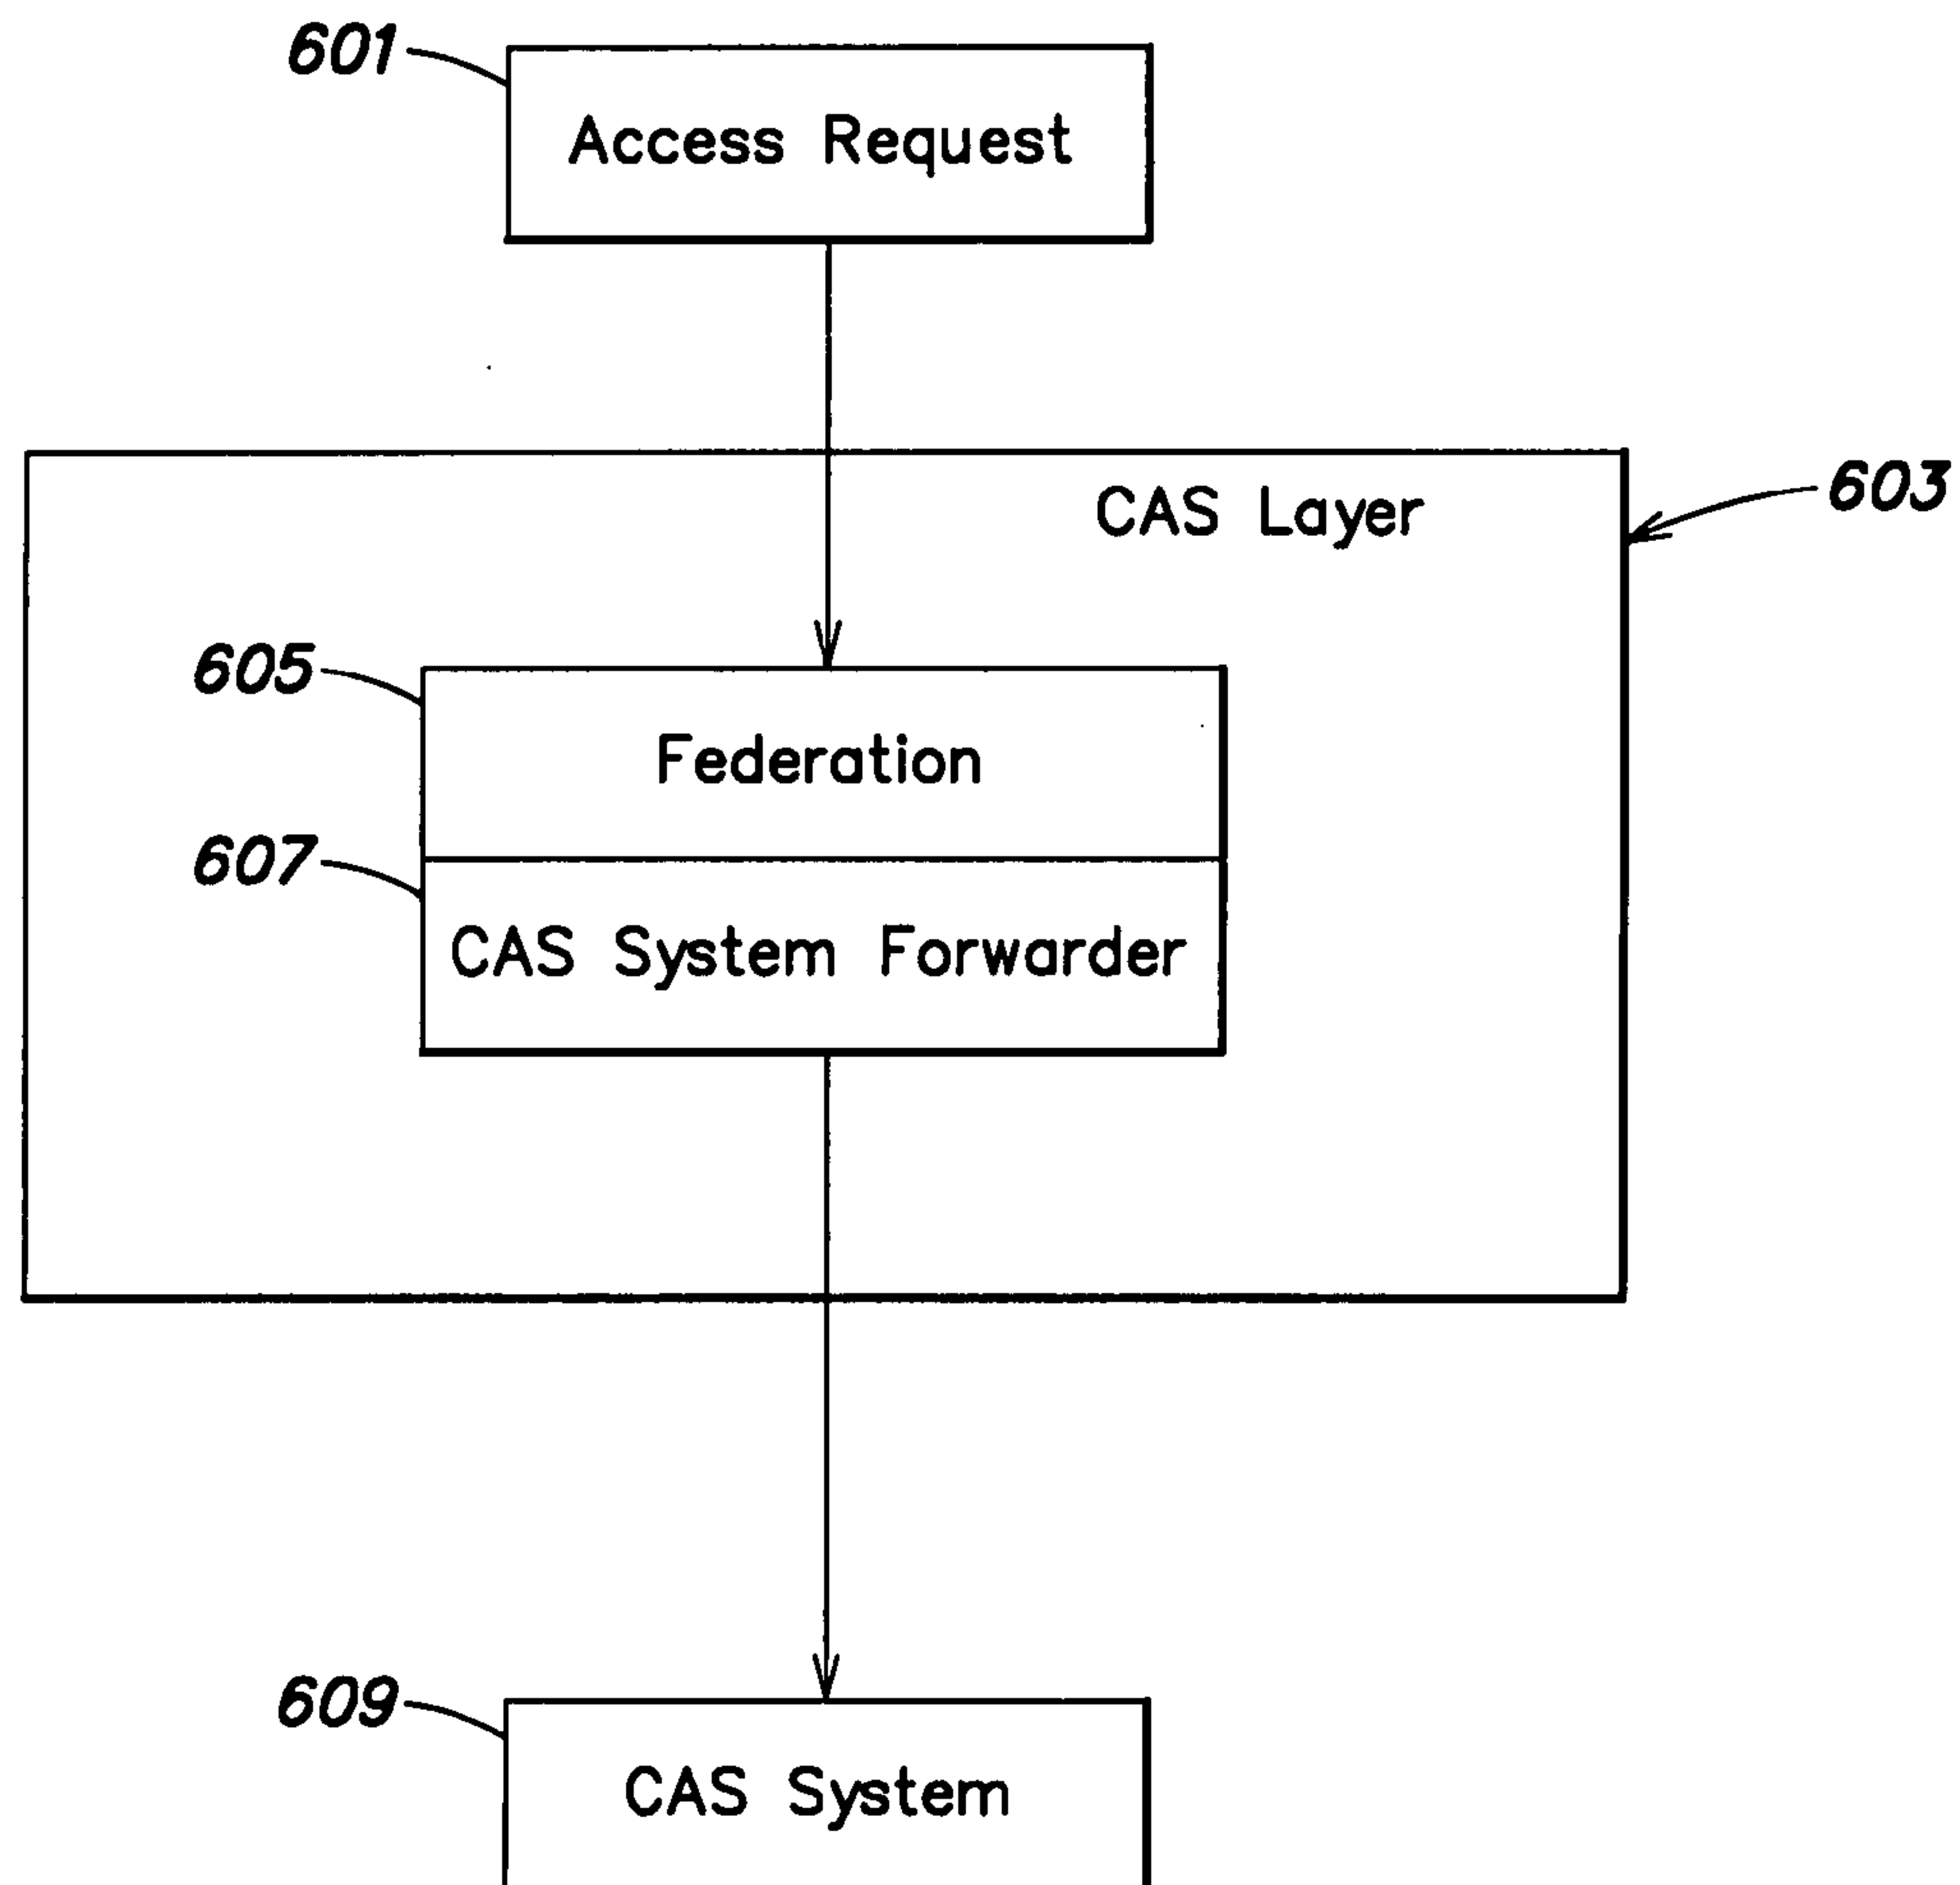 601
Access Request
CAS Layer
603
605
Federation
607
CAS System Forwarder
609
CAS System